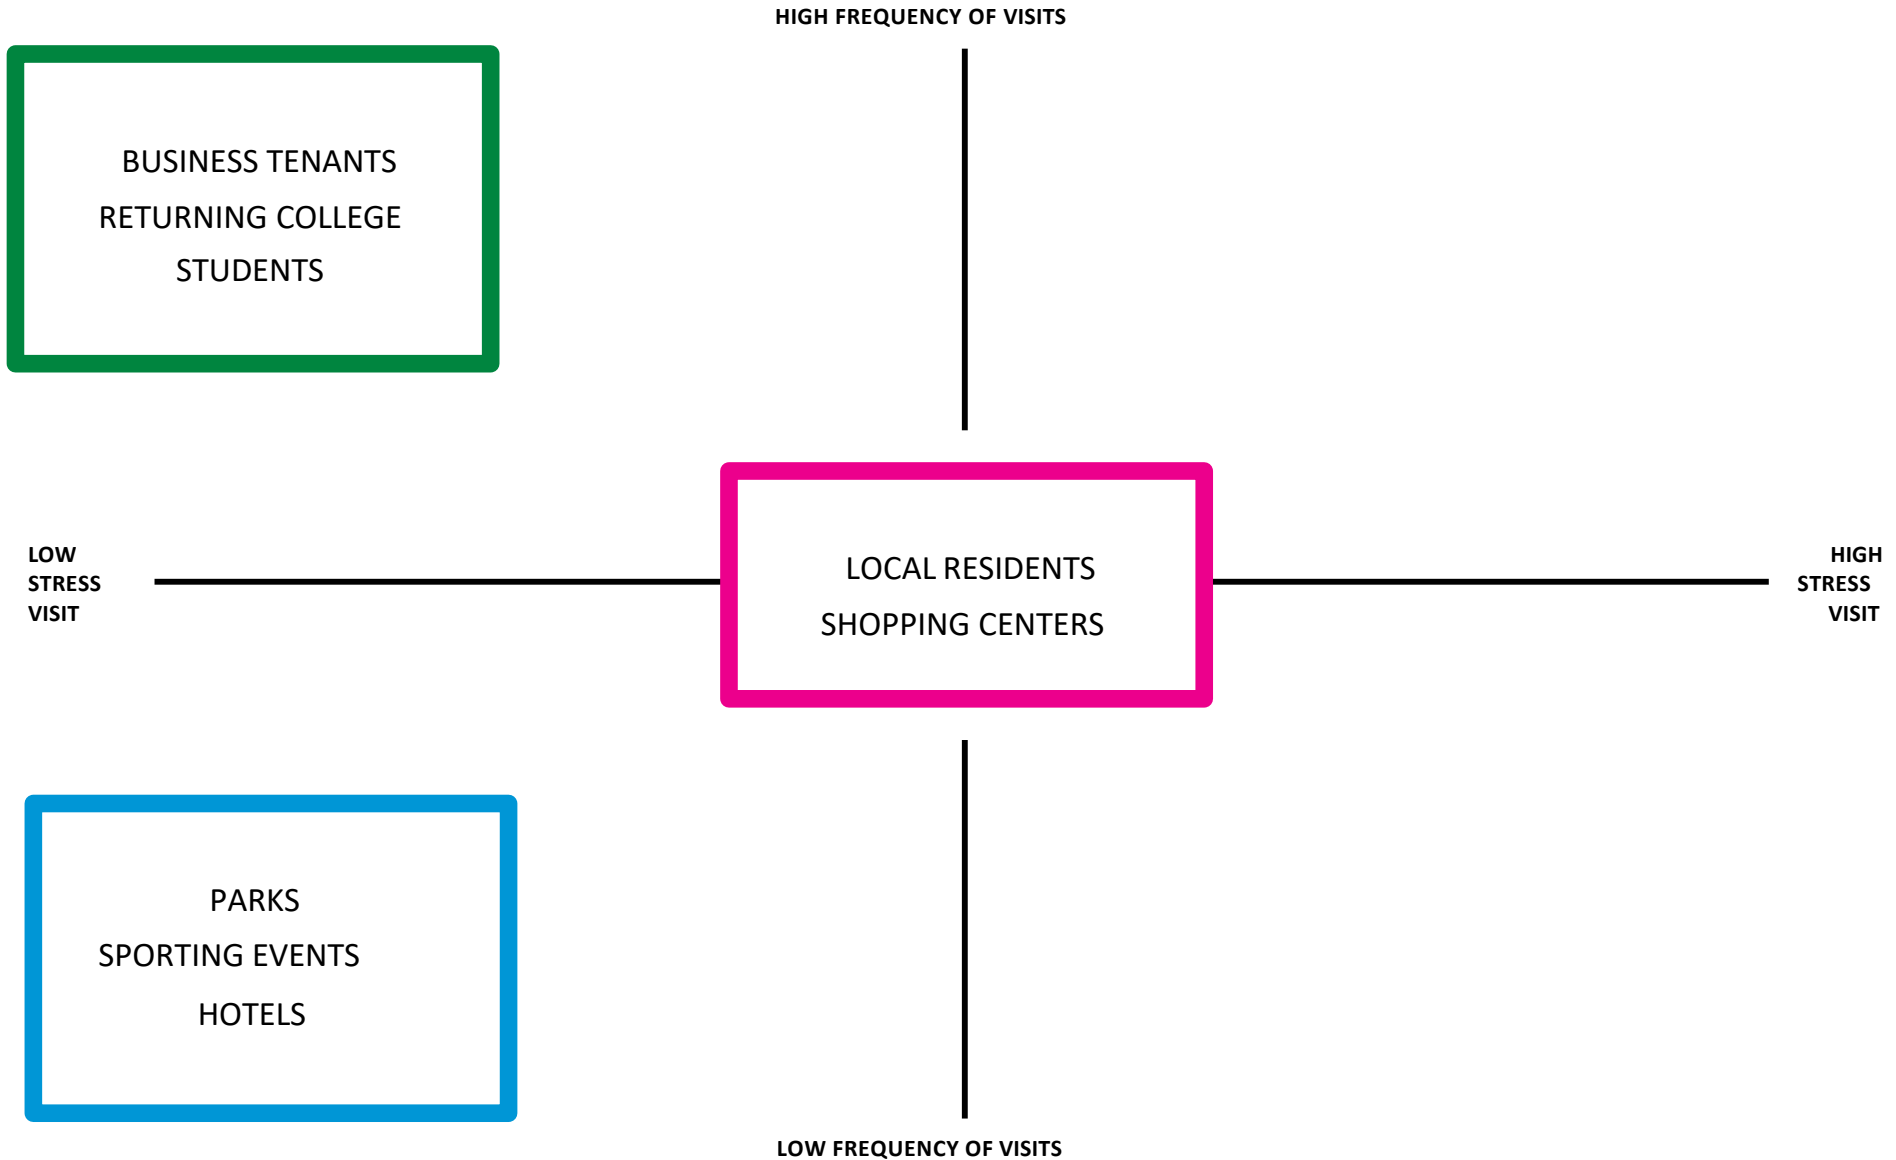 HIGH FREQUENCY OF VISITS
BUSINESS TENANTS
RETURNING COLLEGE
STUDENTS
LOW
STRESS
VISIT
LOCAL RESIDENTS
SHOPPING CENTERS
HIGH
STRESS
VISIT
PARKS
SPORTING EVENTS
HOTELS
LOW FREQUENCY OF VISITS